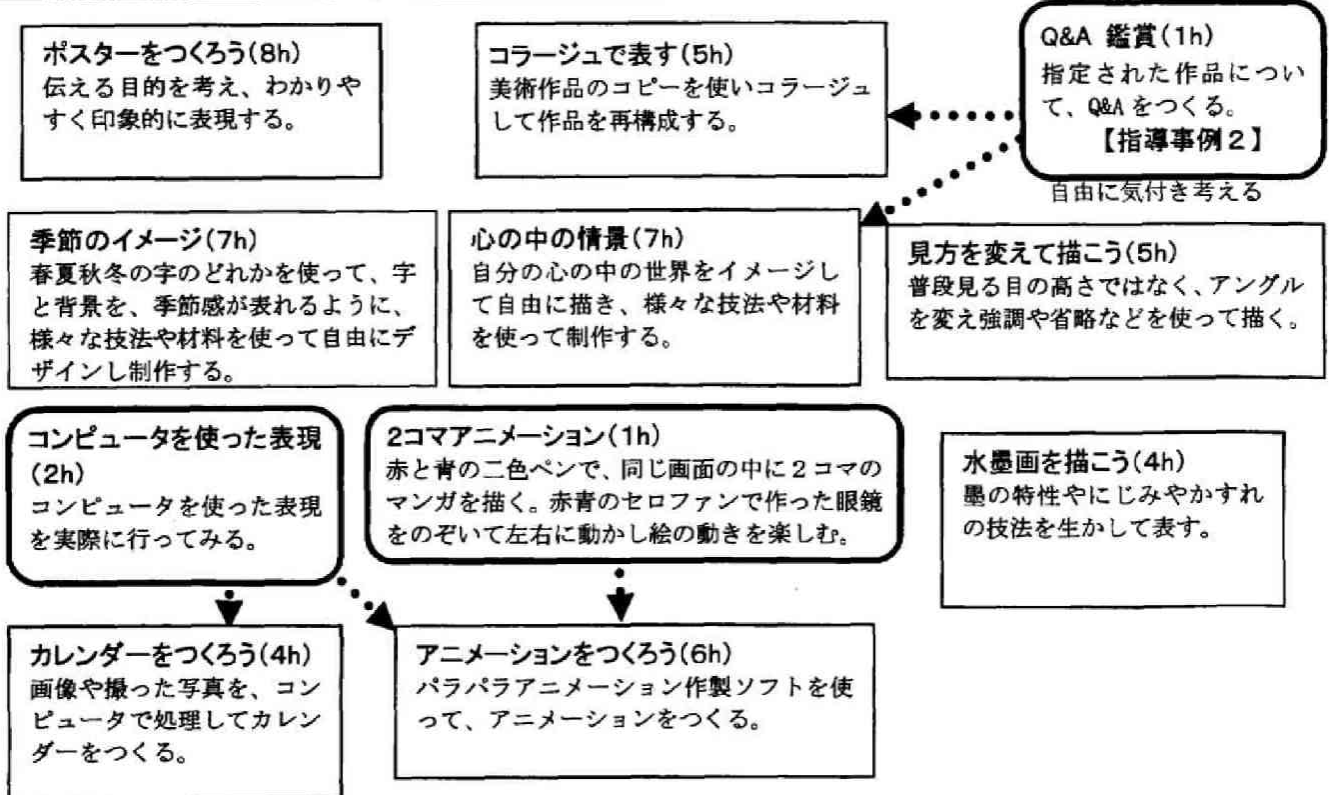 ポスターをつくろう(8h)
伝える目的を考え、わかりや
すく印象的に表現する。
コラージュで表す(5h)
美術作品のコピーを使いコラージュ
して作品を再構成する。
Q&A 鑑賞(1h)
指定された作品につい
て、Q&Aをつくる。
【指導事例2】
自由に気付き考える
季節のイメージ(7h)
春夏秋冬の字のどれかを使って、字
と背景を、季節感が表れるように、
様々な技法や材料を使って自由にデ
ザインし制作する。
心の中の情景(7h)
自分の心の中の世界をイメージし
て自由に描き、様々な技法や材料
を使って制作する。
見方を変えて描こう(5h)
普段見る目の高さではなく、アングル
を変え強調や省略などを使って描く。
コンピュータを使った表現
(2h)
コンピュータを使った表現
を実際に行ってみる。
2コマアニメーション(1h)
赤と青の二色ペンで、同じ画面の中に2コマの
マンガを描く。赤青のセロファンで作った眼鏡
をのぞいて左右に動かし絵の動きを楽しむ。
水墨画を描こう(4h)
墨の特性やにじみやかすれ
の技法を生かして表す。
カレンダーをつくろう(4h)
画像や撮った写真を、コン
ピュータで処理してカレン
ダーをつくる。
アニメーションをつくろう(6h)
パラパラアニメーション作製ソフトを使
って、アニメーションをつくる。